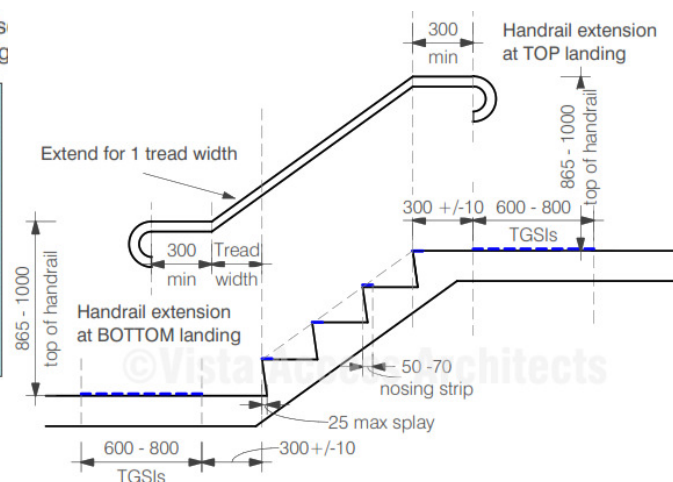 300
min
Handrail extension
at TOP landing
Extend for 1 tread width
865 - 1000
top of handrail
300 +/-10
600 - 800
TGSIs
300
min
Tread
width
865 - 1000
top of handrail
Handrail extension
at BOTTOM landing
©Vista Access Architects
50 -70
nosing strip
25 max splay
600 - 800
TGSIs
300+/-10